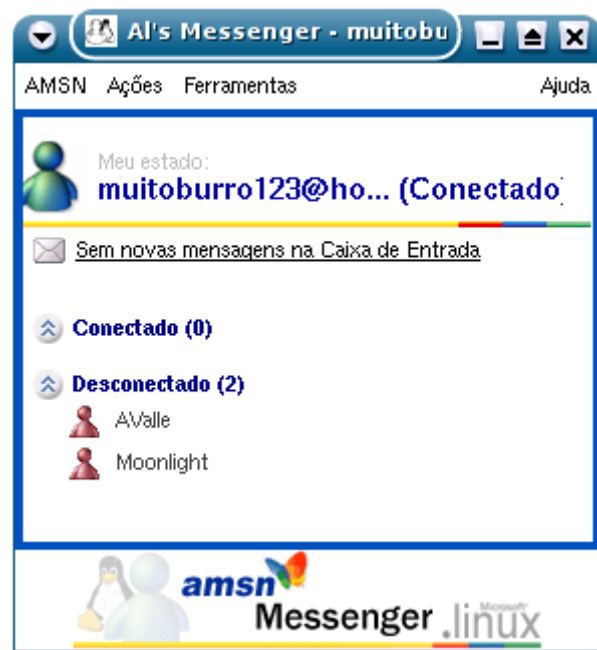 Al's Messenger - muitobu
AMSN Ações Ferramentas Ajuda
Meu estado:
muitoburro123@ho... (Conectado)
Sem novas mensagens na Caixa de Entrada
Conectado (0)
Desconectado (2)
AValle
Moonlight
amsn
Messenger
Microsoft
.linux